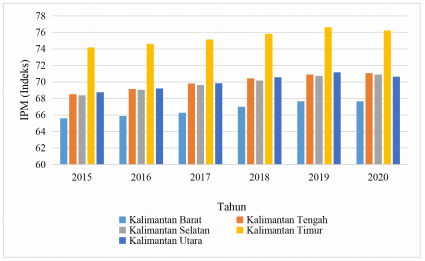 78
76
74
72
70
68
66
64
62
60
IPM (Indeks)
2015 2016 2017 2018 2019 2020
Tahun
Kalimantan Barat Kalimantan Tengah
Kalimantan Selatan Kalimantan Timur
Kalimantan Utara